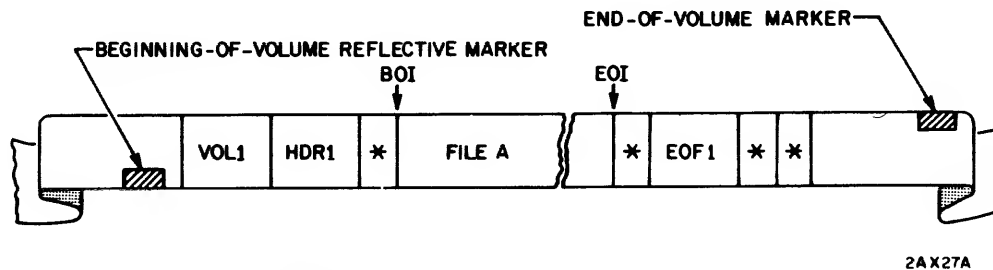 END-OF-VOLUME MARKER
BEGINNING-OF-VOLUME REFLECTIVE MARKER
BOI EOI
VOL1 HDR1 * FILE A * EOF1 * *
2AX27A